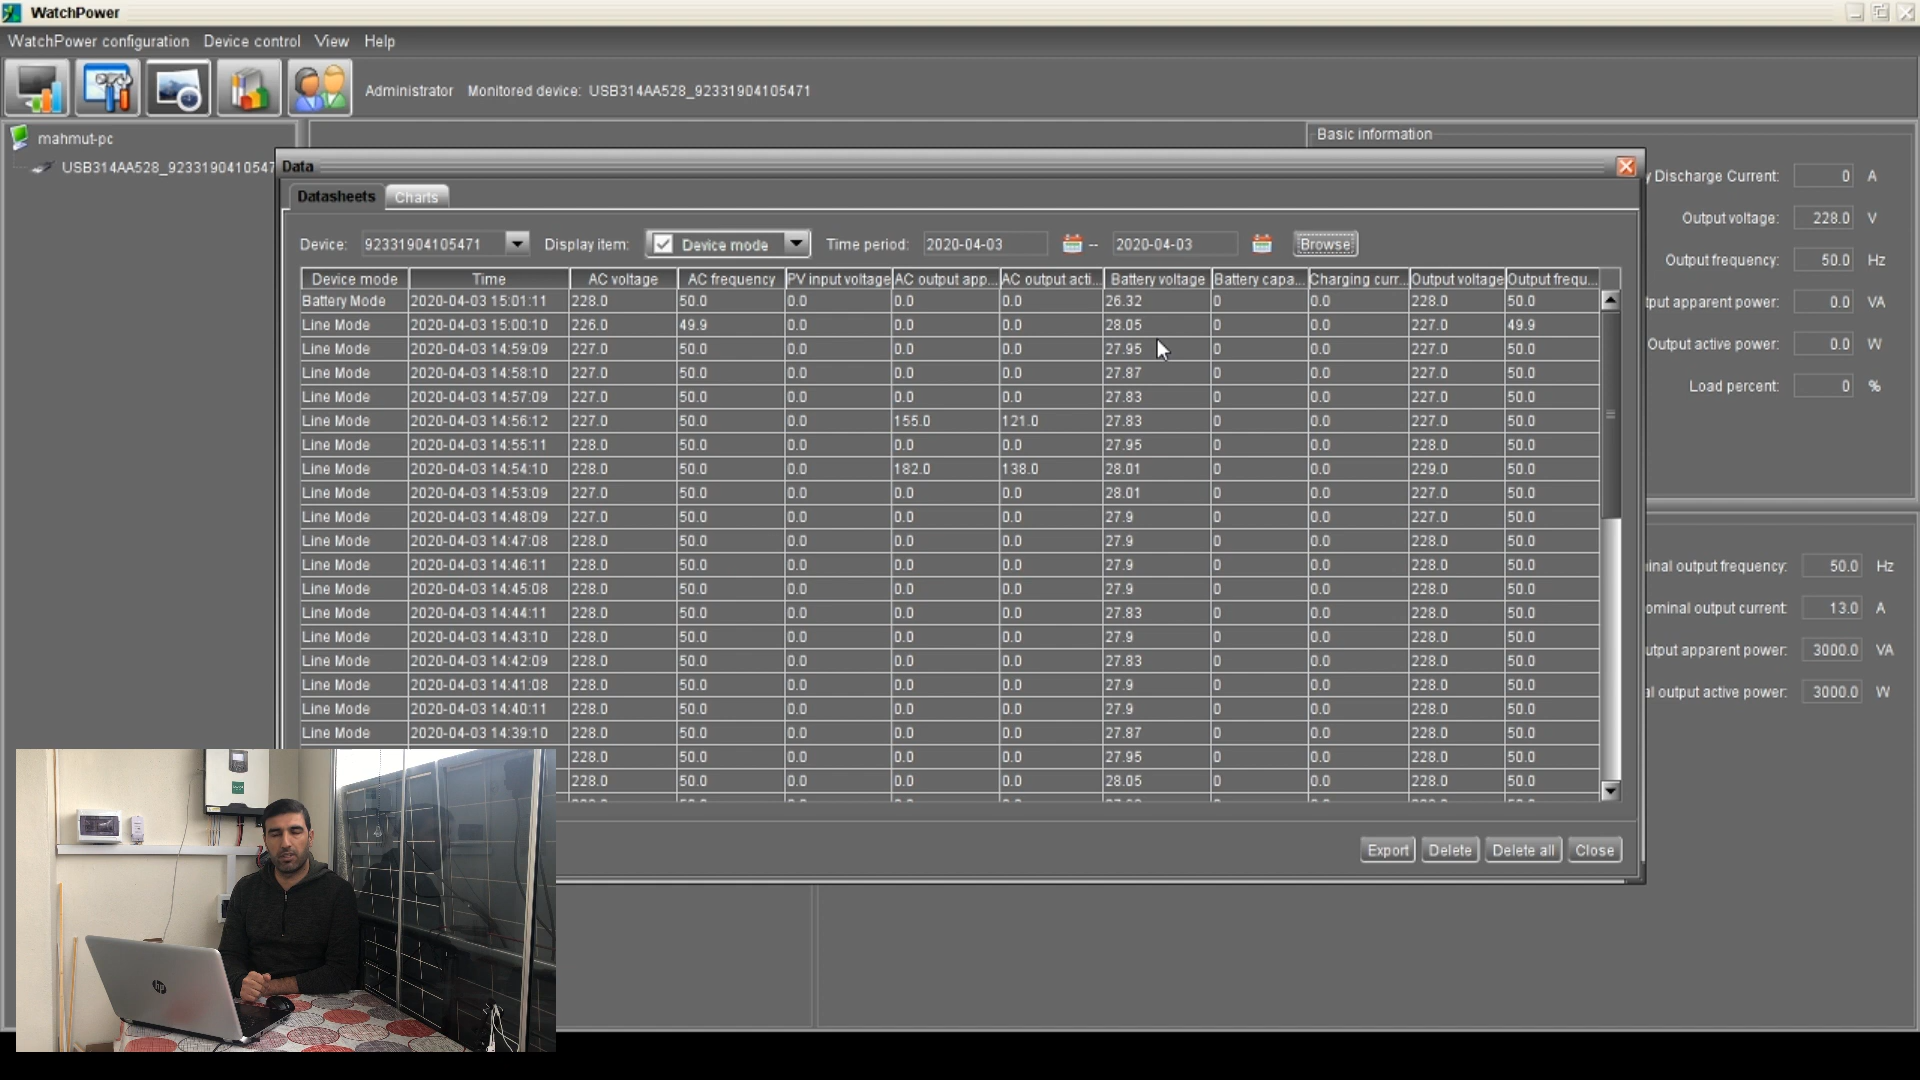 WatchPower
WatchPower configuration Device control View Help
Administrator Monitored device: USB314AA528_92331904105471
mahmut-pc
USB314AA528_9233190410547
Data
Datasheets Charts
Device: 92331904105471 Display item: Device mode Time period: 2020-04-03 -- 2020-04-03 Browse
Device mode Time AC voltage AC frequency PV input voltage AC output app... AC output acti... Battery voltage Battery capa... Charging curr... Output voltage Output frequ...
Battery Mode 2020-04-03 15:01:11 228.0 50.0 0.0 0.0 0.0 26.32 0 0.0 228.0 50.0
Line Mode 2020-04-03 15:00:10 226.0 49.9 0.0 0.0 0.0 28.05 0 0.0 227.0 49.9
Line Mode 2020-04-03 14:59:09 227.0 50.0 0.0 0.0 0.0 27.95 0 0.0 227.0 50.0
Line Mode 2020-04-03 14:58:10 227.0 50.0 0.0 0.0 0.0 27.87 0 0.0 227.0 50.0
Line Mode 2020-04-03 14:57:09 227.0 50.0 0.0 0.0 0.0 27.83 0 0.0 227.0 50.0
Line Mode 2020-04-03 14:56:12 227.0 50.0 0.0 155.0 121.0 27.83 0 0.0 227.0 50.0
Line Mode 2020-04-03 14:55:11 228.0 50.0 0.0 0.0 0.0 27.95 0 0.0 228.0 50.0
Line Mode 2020-04-03 14:54:10 228.0 50.0 0.0 182.0 138.0 28.01 0 0.0 229.0 50.0
Line Mode 2020-04-03 14:53:09 227.0 50.0 0.0 0.0 0.0 28.01 0 0.0 227.0 50.0
Line Mode 2020-04-03 14:48:09 227.0 50.0 0.0 0.0 0.0 27.9 0 0.0 227.0 50.0
Line Mode 2020-04-03 14:47:08 228.0 50.0 0.0 0.0 0.0 27.9 0 0.0 228.0 50.0
Line Mode 2020-04-03 14:46:11 228.0 50.0 0.0 0.0 0.0 27.9 0 0.0 228.0 50.0
Line Mode 2020-04-03 14:45:08 228.0 50.0 0.0 0.0 0.0 27.9 0 0.0 228.0 50.0
Line Mode 2020-04-03 14:44:11 228.0 50.0 0.0 0.0 0.0 27.83 0 0.0 228.0 50.0
Line Mode 2020-04-03 14:43:10 228.0 50.0 0.0 0.0 0.0 27.9 0 0.0 228.0 50.0
Line Mode 2020-04-03 14:42:09 228.0 50.0 0.0 0.0 0.0 27.83 0 0.0 228.0 50.0
Line Mode 2020-04-03 14:41:08 228.0 50.0 0.0 0.0 0.0 27.9 0 0.0 228.0 50.0
Line Mode 2020-04-03 14:40:11 228.0 50.0 0.0 0.0 0.0 27.9 0 0.0 228.0 50.0
Line Mode 2020-04-03 14:39:10 228.0 50.0 0.0 0.0 0.0 27.87 0 0.0 228.0 50.0
228.0 50.0 0.0 0.0 0.0 27.95 0 0.0 228.0 50.0
228.0 50.0 0.0 0.0 0.0 28.05 0 0.0 228.0 50.0
Export Delete Delete all Close
Basic information
y Discharge Current: 0 A
Output voltage: 228.0 V
Output frequency: 50.0 Hz
tput apparent power: 0.0 VA
Output active power: 0.0 W
Load percent: 0 %
inal output frequency: 50.0 Hz
ominal output current: 13.0 A
utput apparent power: 3000.0 VA
al output active power: 3000.0 W
hp